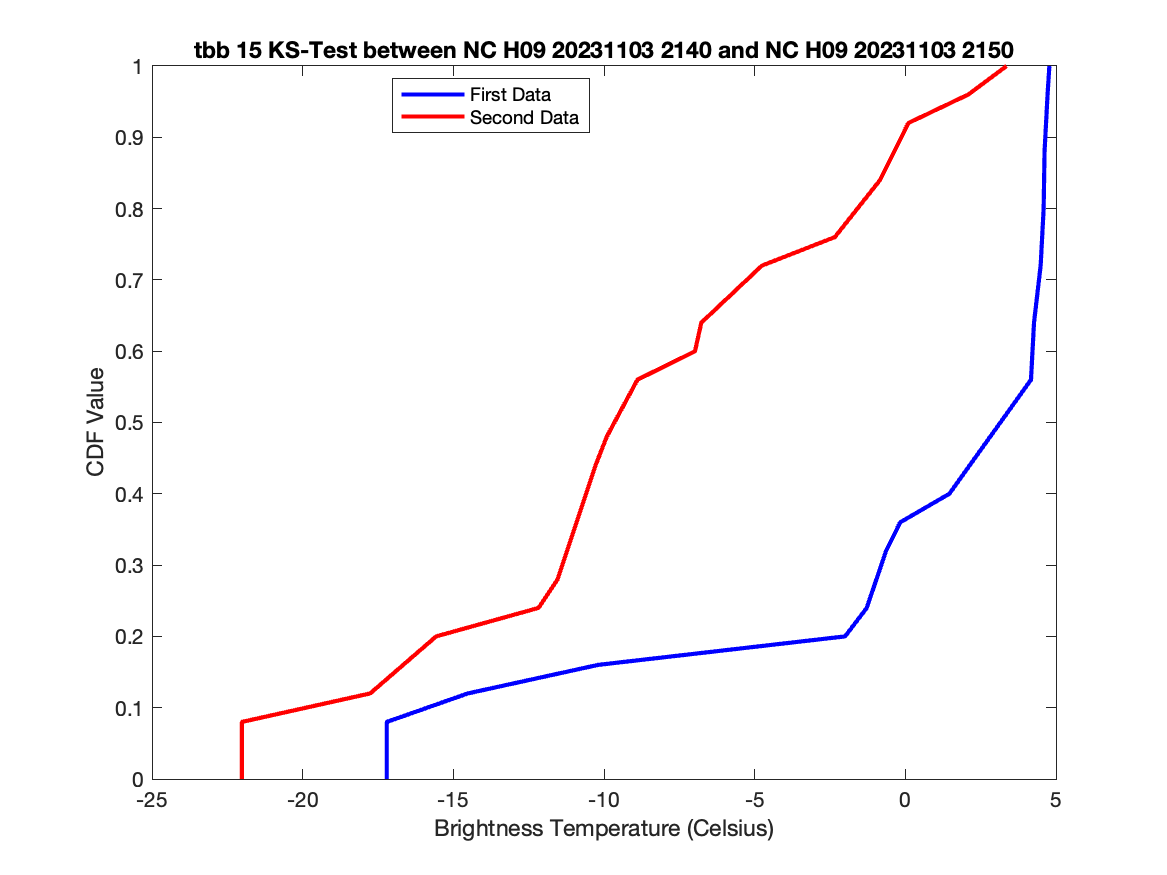 tbb 15 KS-Test between NC H09 20231103 2140 and NC H09 20231103 2150
First Data
Second Data
1
0.9
0.8
0.7
0.6
0.5
0.4
0.3
0.2
0.1
0
CDF Value
-25 -20 -15 -10 -5 0 5
Brightness Temperature (Celsius)